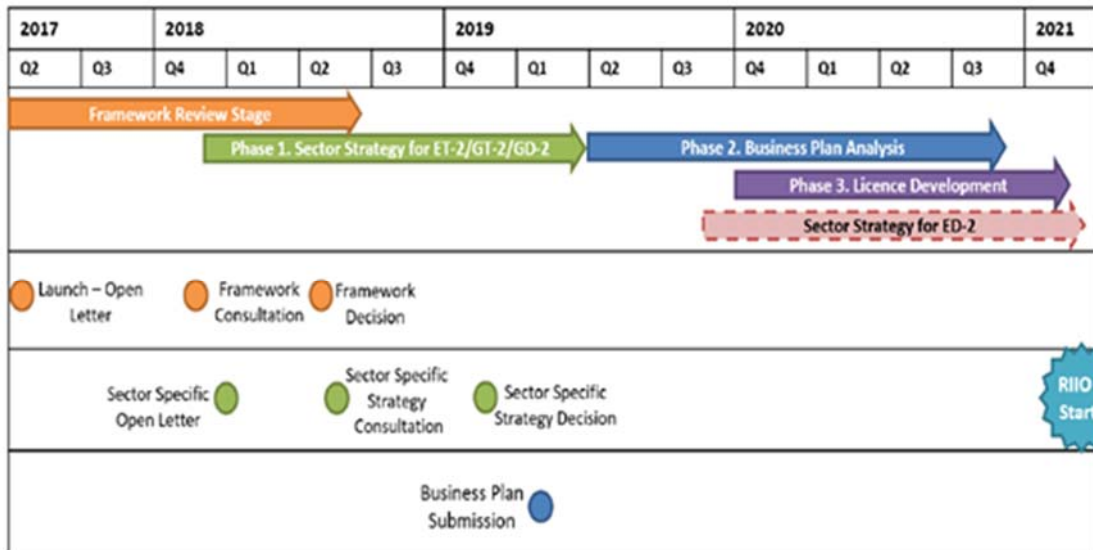 2017 2018 2019 2020 2021
Q2 Q3 Q4 Q1 Q2 Q3 Q4 Q1 Q2 Q3 Q4 Q1 Q2 Q3 Q4
Framework Review Stage
Phase 1. Sector Strategy for ET-2/GT-2/GD-2
Phase 2. Business Plan Analysis
Phase 3. Licence Development
Sector Strategy for ED-2
Launch – Open
Letter
Framework
Consultation
Framework
Decision
Sector Specific
Open Letter
Sector Specific
Strategy
Consultation
Sector Specific
Strategy Decision
RIIO
Start
Business Plan
Submission